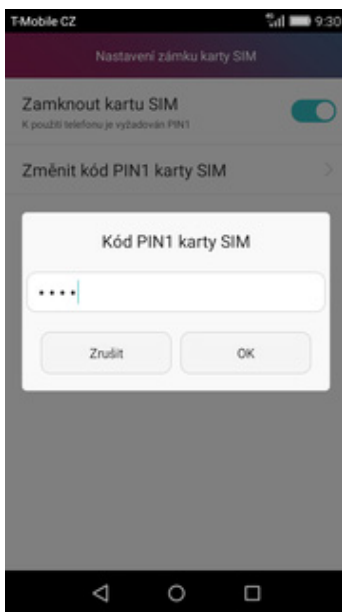 T-Mobile CZ 9:30
Nastavení zámku karty SIM
Zamknout kartu SIM
K použití telefonu je vyžadován PIN1
Změnit kód PIN1 karty SIM
Kód PIN1 karty SIM
••••
Zrušit OK